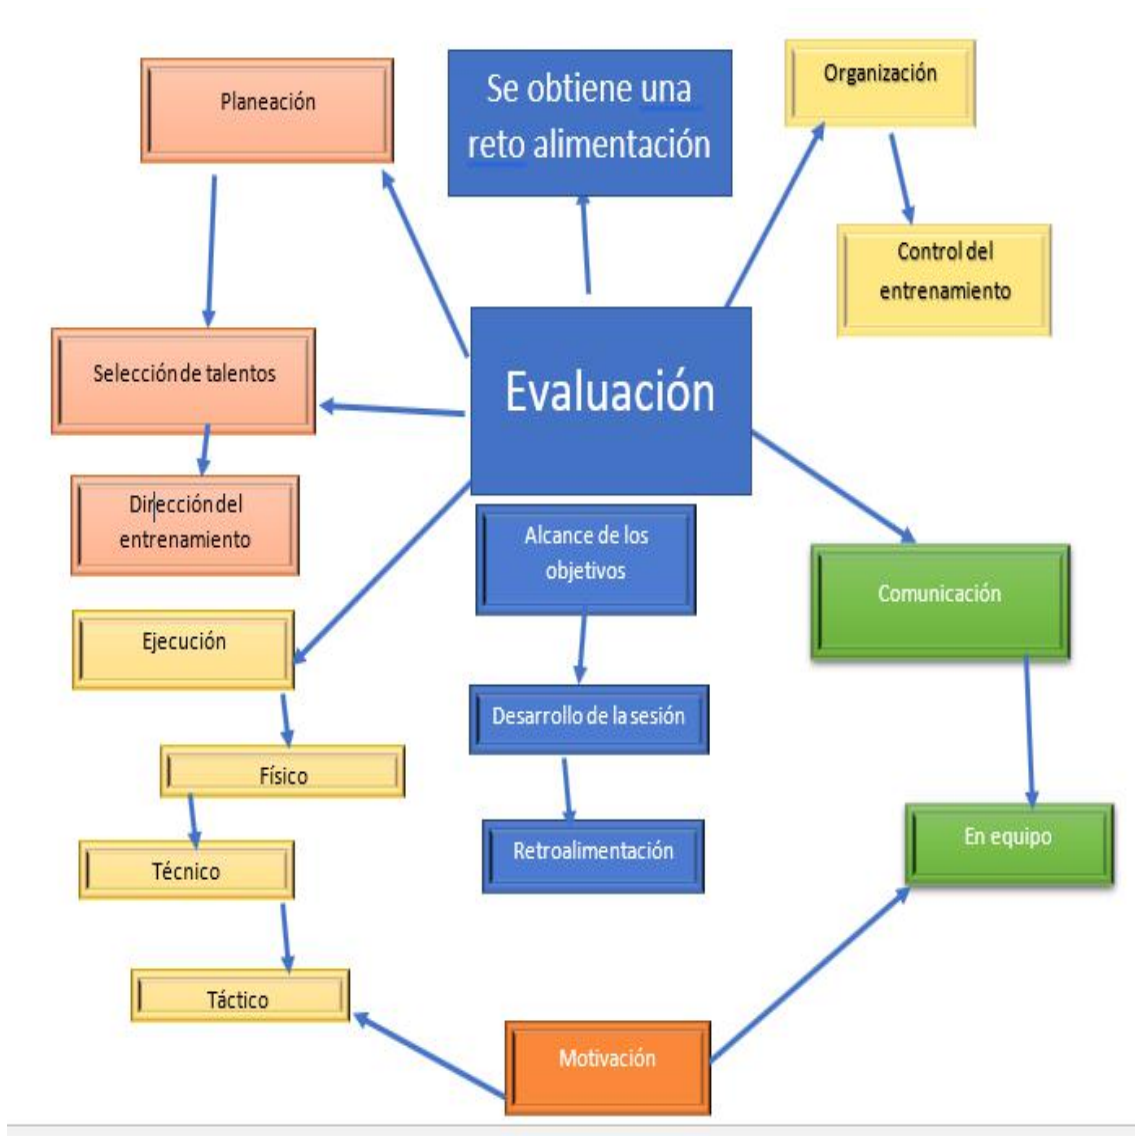 Planeación
Se obtiene una
reto alimentación
Organización
Control del
entrenamiento
Selección de talentos
Evaluación
Dirección del
entrenamiento
Alcance de los
objetivos
Comunicación
Ejecución
Desarrollo de la sesión
Físico
Retroalimentación
En equipo
Técnico
Táctico
Motivación